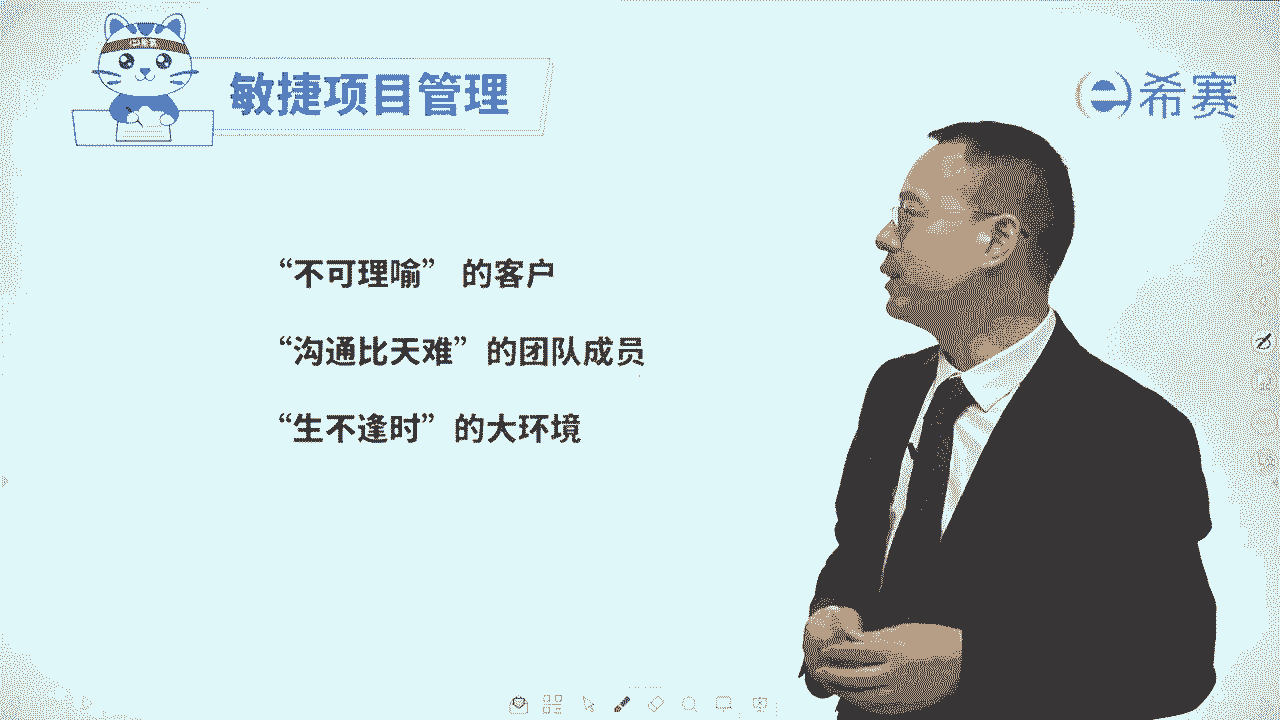 敏捷项目管理
希赛
“不可理喻” 的客户
“沟通比天难”的团队成员
“生不逢时”的大环境